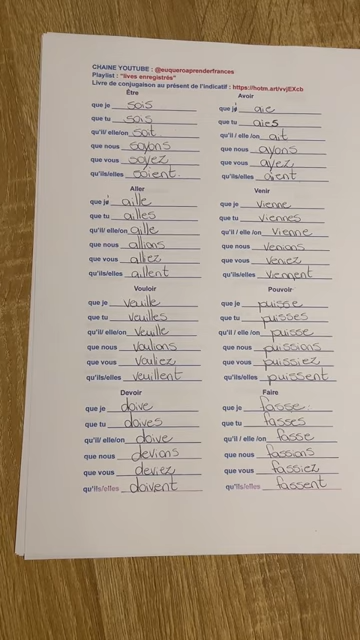 CHAINE YOUTUBE : @euqueroaprenderfrances
Playlist : "lives enregistrés"
Livre de conjugaison au présent de l'indicatif : https://hotm.art/vvjEXcb
Être
que je sois
que tu sois
qu'il/ elle/on soit
que nous soyons
que vous soyez
qu'ils/elles soient
Avoir
que j' aie
que tu aies
qu'il / elle /on ait
que nous ayons
que vous ayez
qu'ils/elles aient
Aller
que j' aille
que tu ailles
qu'il/ elle/on aille
que nous allions
que vous alliez
qu'ils/elles aillent
Venir
que je vienne
que tu viennes
qu'il / elle /on vienne
que nous venions
que vous veniez
qu'ils/elles viennent
Vouloir
que je veuille
que tu veuilles
qu'il/ elle/on veuille
que nous voulions
que vous vouliez
qu'ils/elles veuillent
Pouvoir
que je puisse
que tu puisses
qu'il / elle /on puisse
que nous puissions
que vous puissiez
qu'ils/elles puissent
Devoir
que je doive
que tu doives
qu'il/ elle/on doive
que nous devions
que vous deviez
qu'ils/elles doivent
Faire
que je fasse
que tu fasses
qu'il / elle /on fasse
que nous fassions
que vous fassiez
qu'ils/elles fassent